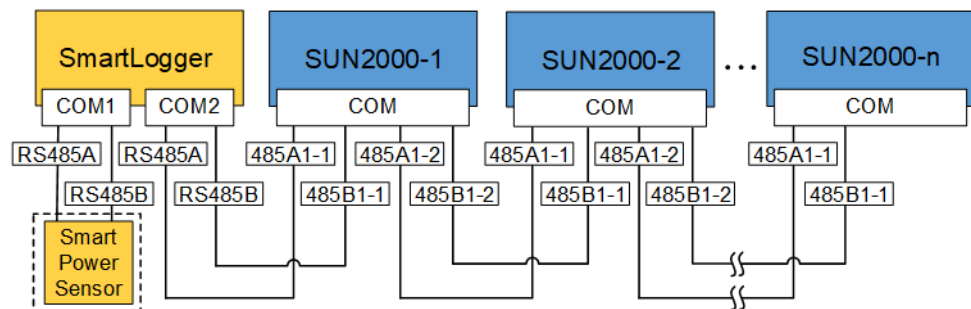 SmartLogger
SUN2000-1
SUN2000-2
...
SUN2000-n
COM1
COM2
COM
COM
COM
RS485A
RS485A
485A1-1
485A1-2
485A1-1
485A1-2
485A1-1
RS485B
RS485B
485B1-1
485B1-2
485B1-1
485B1-2
485B1-1
Smart
Power
Sensor